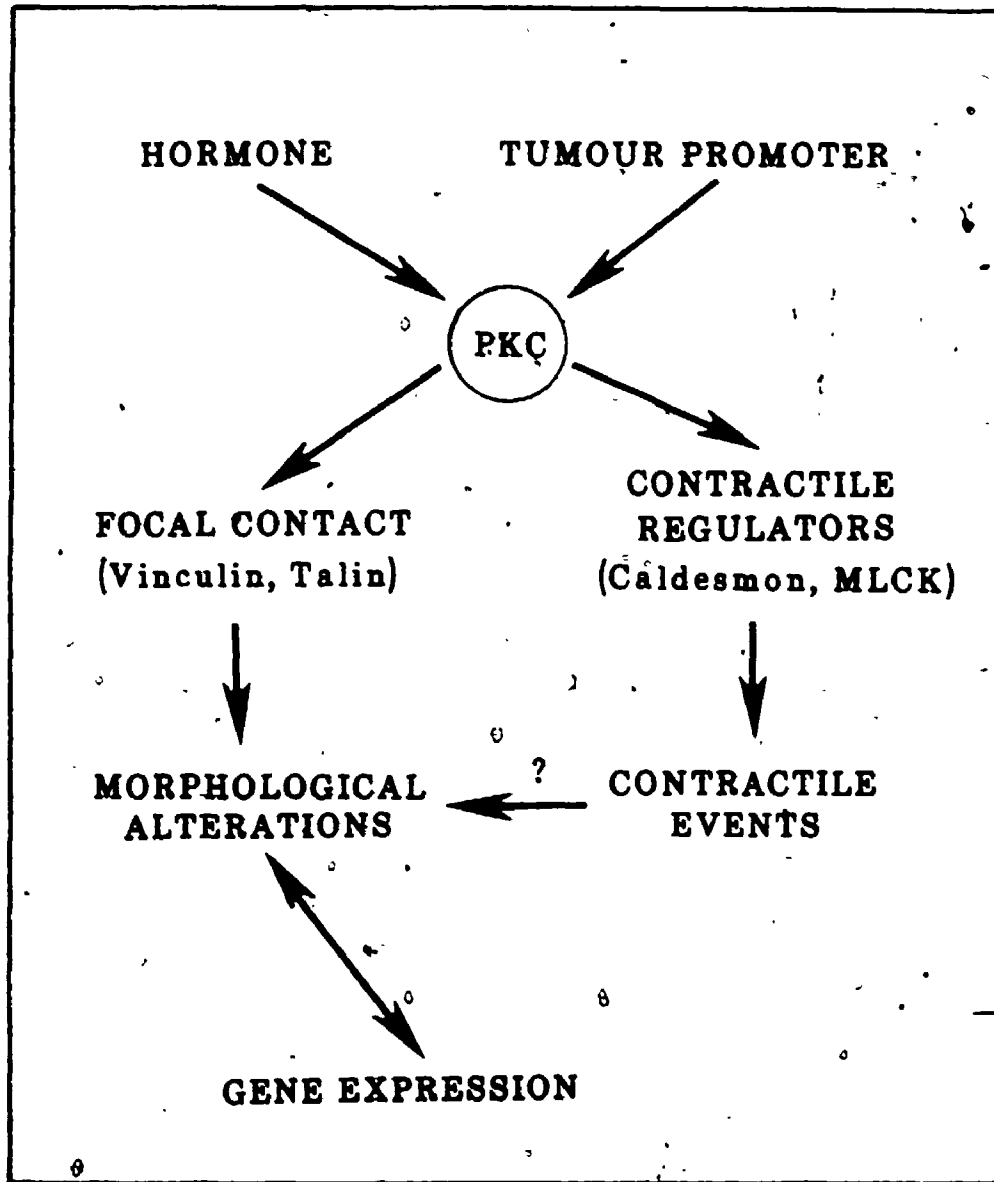 HORMONE
TUMOUR PROMOTER
PKC
FOCAL CONTACT
(Vinculin, Talin)
CONTRACTILE
REGULATORS
(Caldesmon, MLCK)
MORPHOLOGICAL
ALTERATIONS
?
CONTRACTILE
EVENTS
GENE EXPRESSION